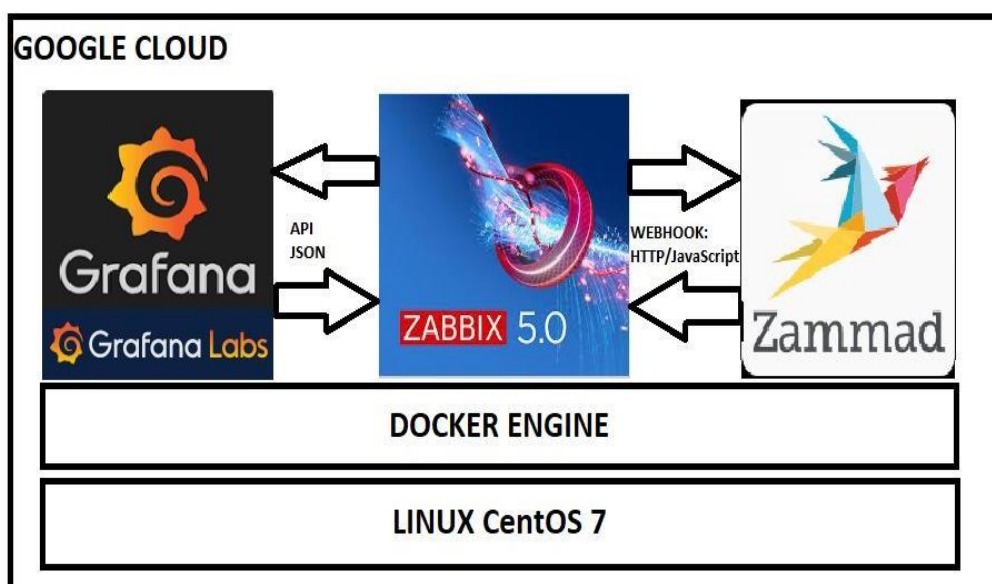 GOOGLE CLOUD
Grafana
Grafana Labs
API
JSON
ZABBIX 5.0
WEBHOOK:
HTTP/JavaScript
Zammad
DOCKER ENGINE
LINUX CentOS 7